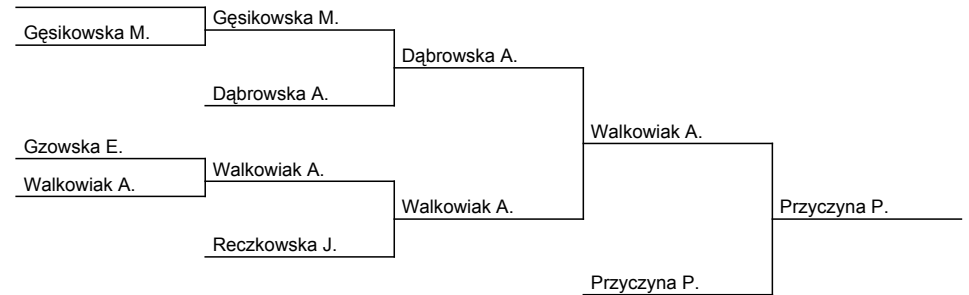 Gęsikowska M.
Gęsikowska M.
Dąbrowska A.
Dąbrowska A.
Gzowska E.
Walkowiak A.
Walkowiak A.
Walkowiak A.
Reczkowska J.
Walkowiak A.
Przyczyna P.
Przyczyna P.